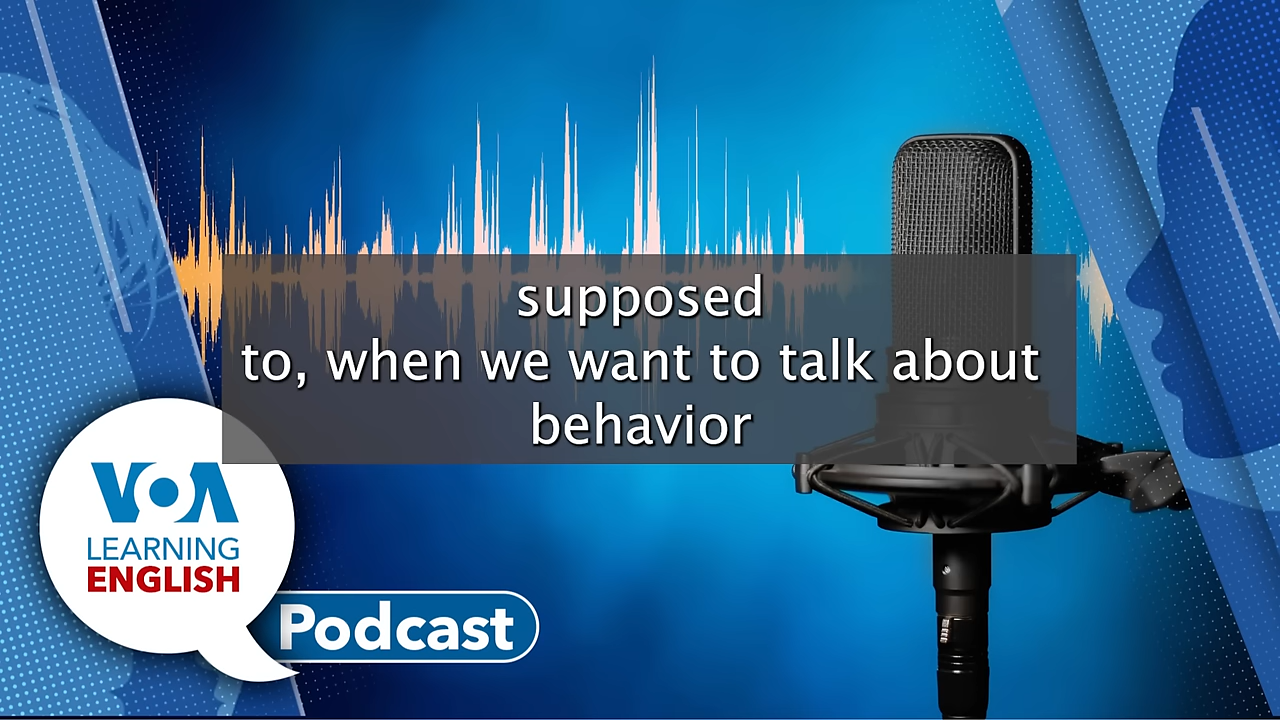 supposed
to, when we want to talk about
behavior
VOA
LEARNING
ENGLISH
Podcast